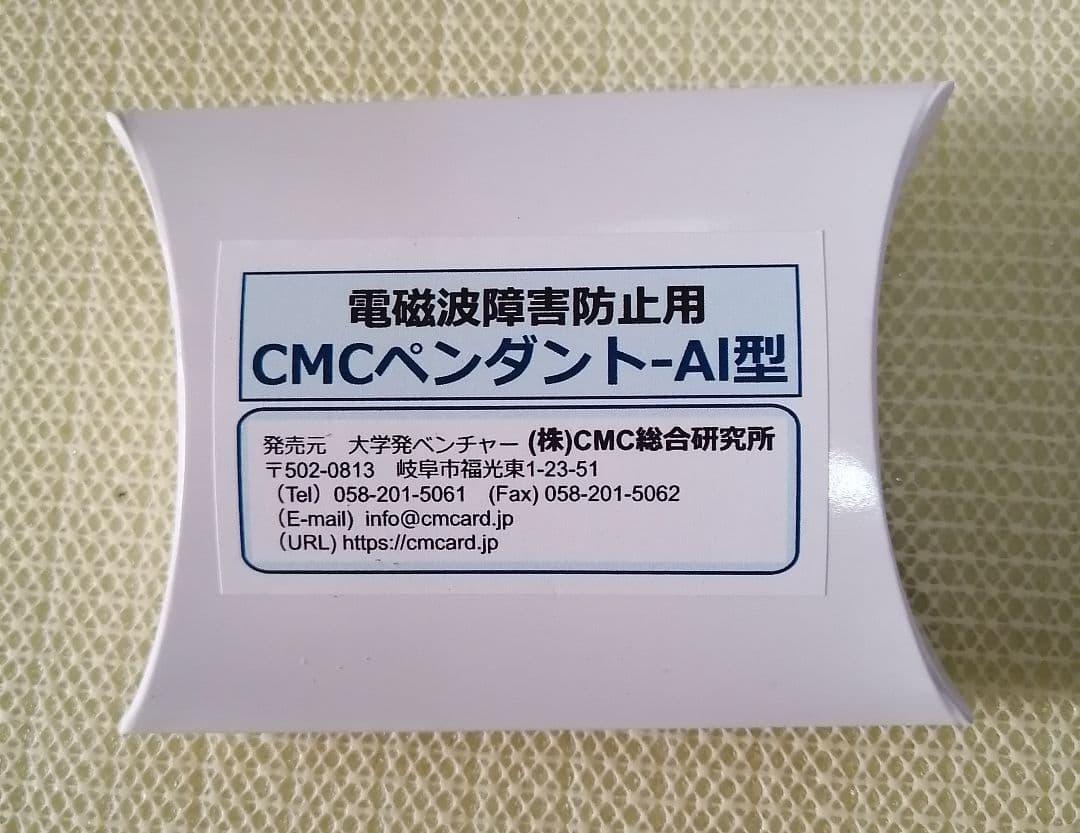 電磁波障害防止用
CMCペンダント-AI型
発売元　大学発ベンチャー (株)CMC総合研究所
〒502-0813　岐阜市福光東1-23-51
（Tel）058-201-5061　(Fax) 058-201-5062
（E-mail) info@cmcard.jp
（URL) https://cmcard.jp